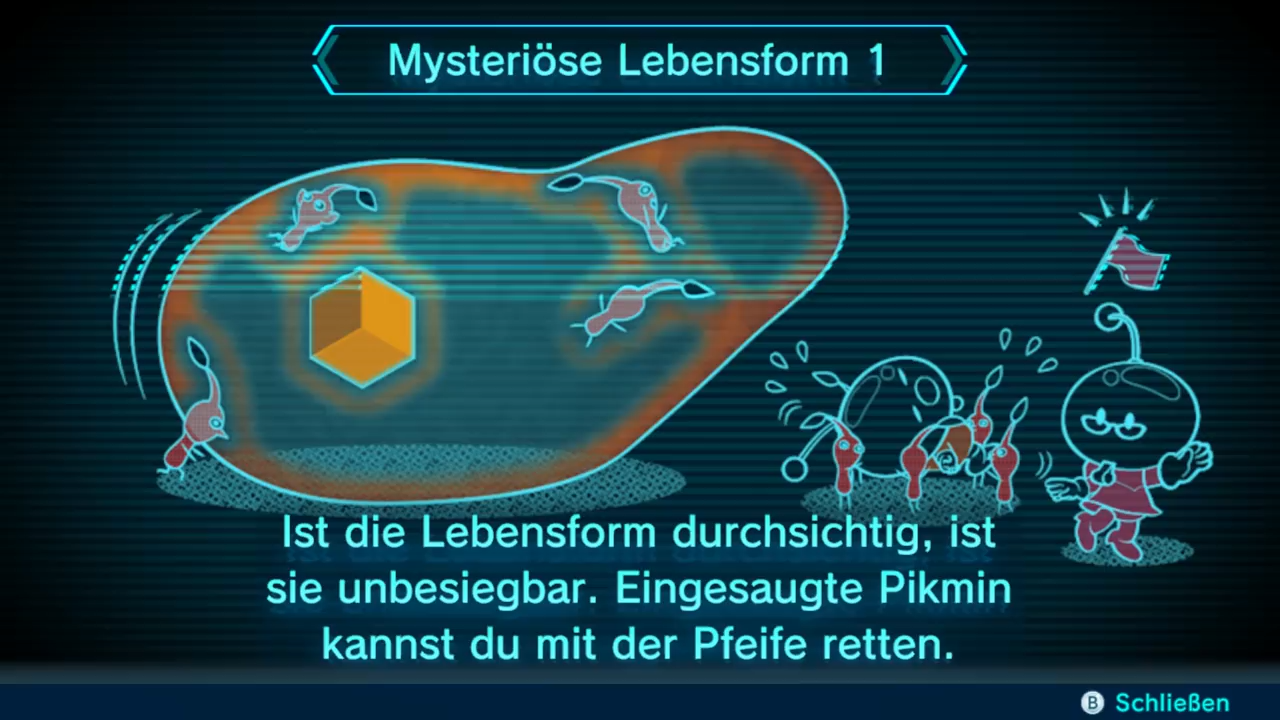 Mysteriöse Lebensform 1
Ist die Lebensform durchsichtig, ist
sie unbesiegbar. Eingesaugte Pikmin
kannst du mit der Pfeife retten.
B Schließen